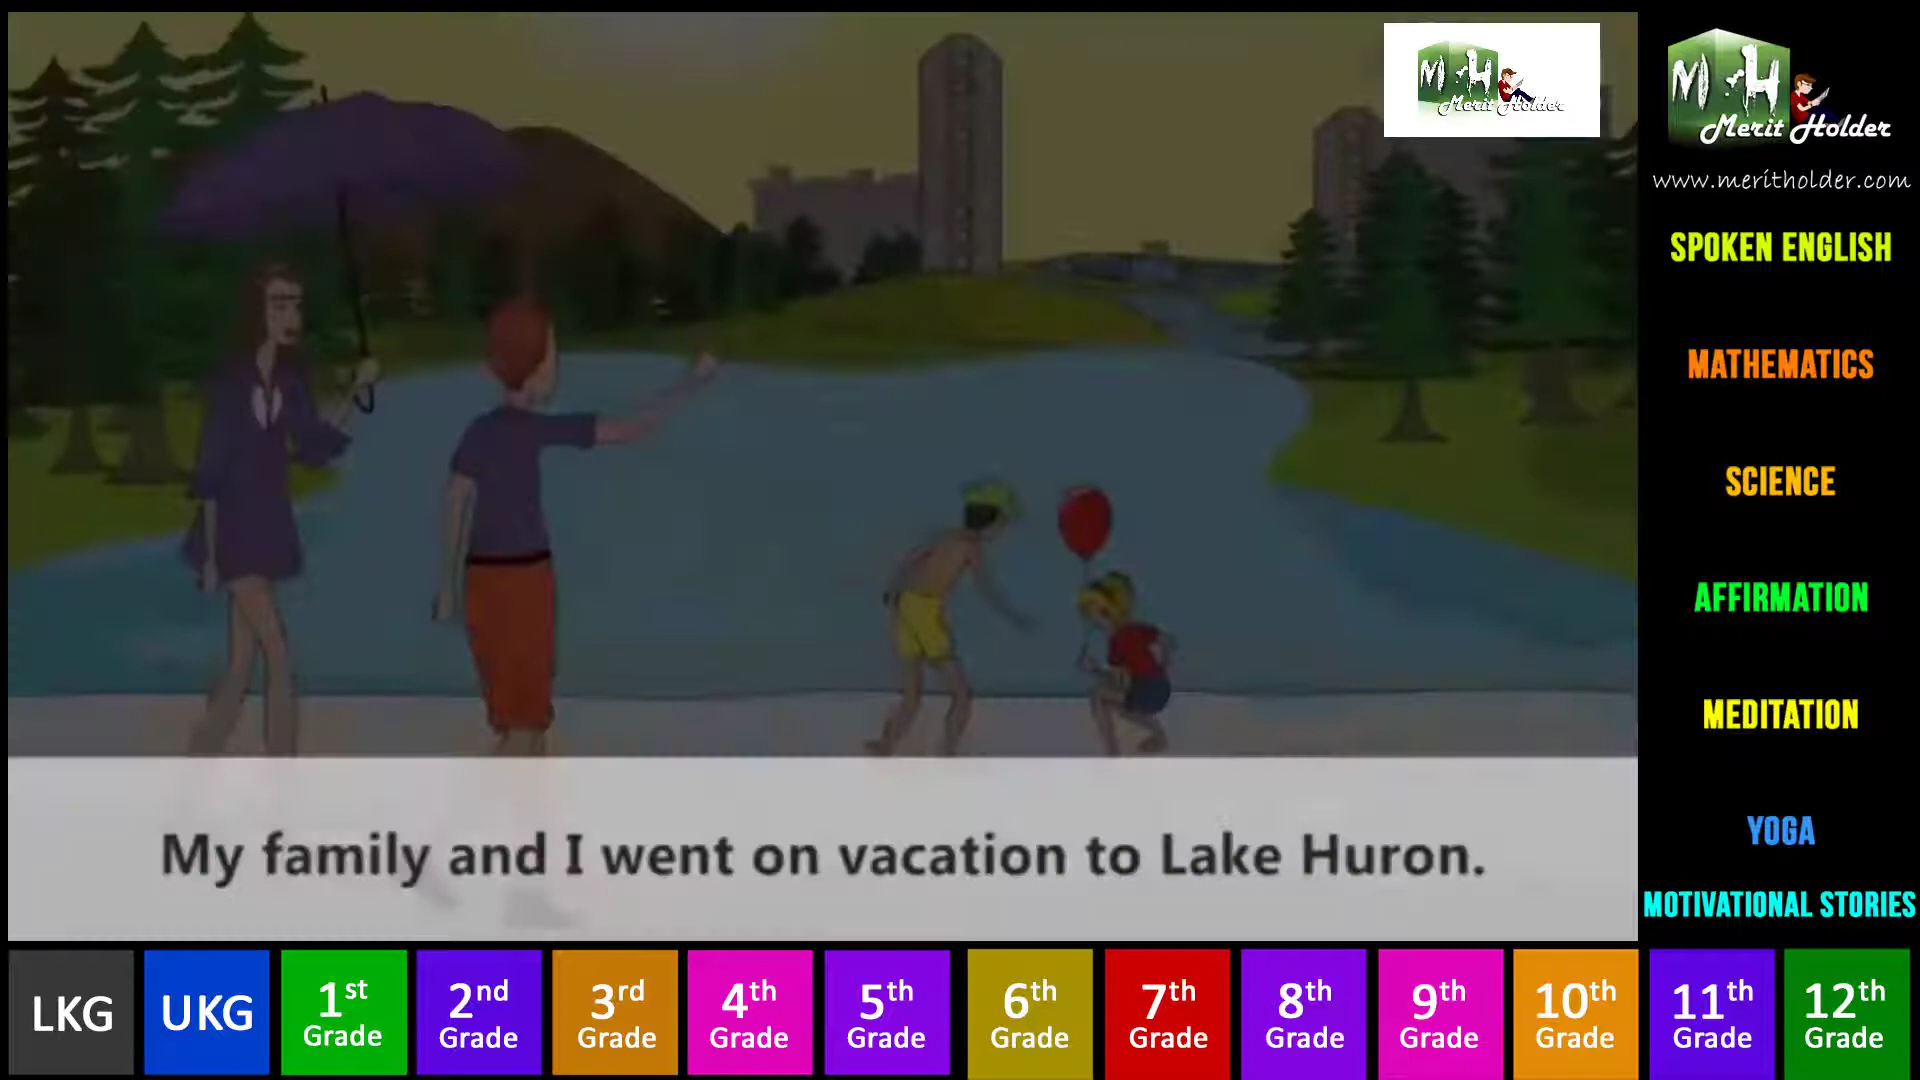 M H
Merit Holder
M H
Merit Holder
www.meritholder.com
SPOKEN ENGLISH
MATHEMATICS
SCIENCE
AFFIRMATION
MEDITATION
YOGA
MOTIVATIONAL STORIES
My family and I went on vacation to Lake Huron.
LKG
UKG
1st Grade
2nd Grade
3rd Grade
4th Grade
5th Grade
6th Grade
7th Grade
8th Grade
9th Grade
10th Grade
11th Grade
12th Grade